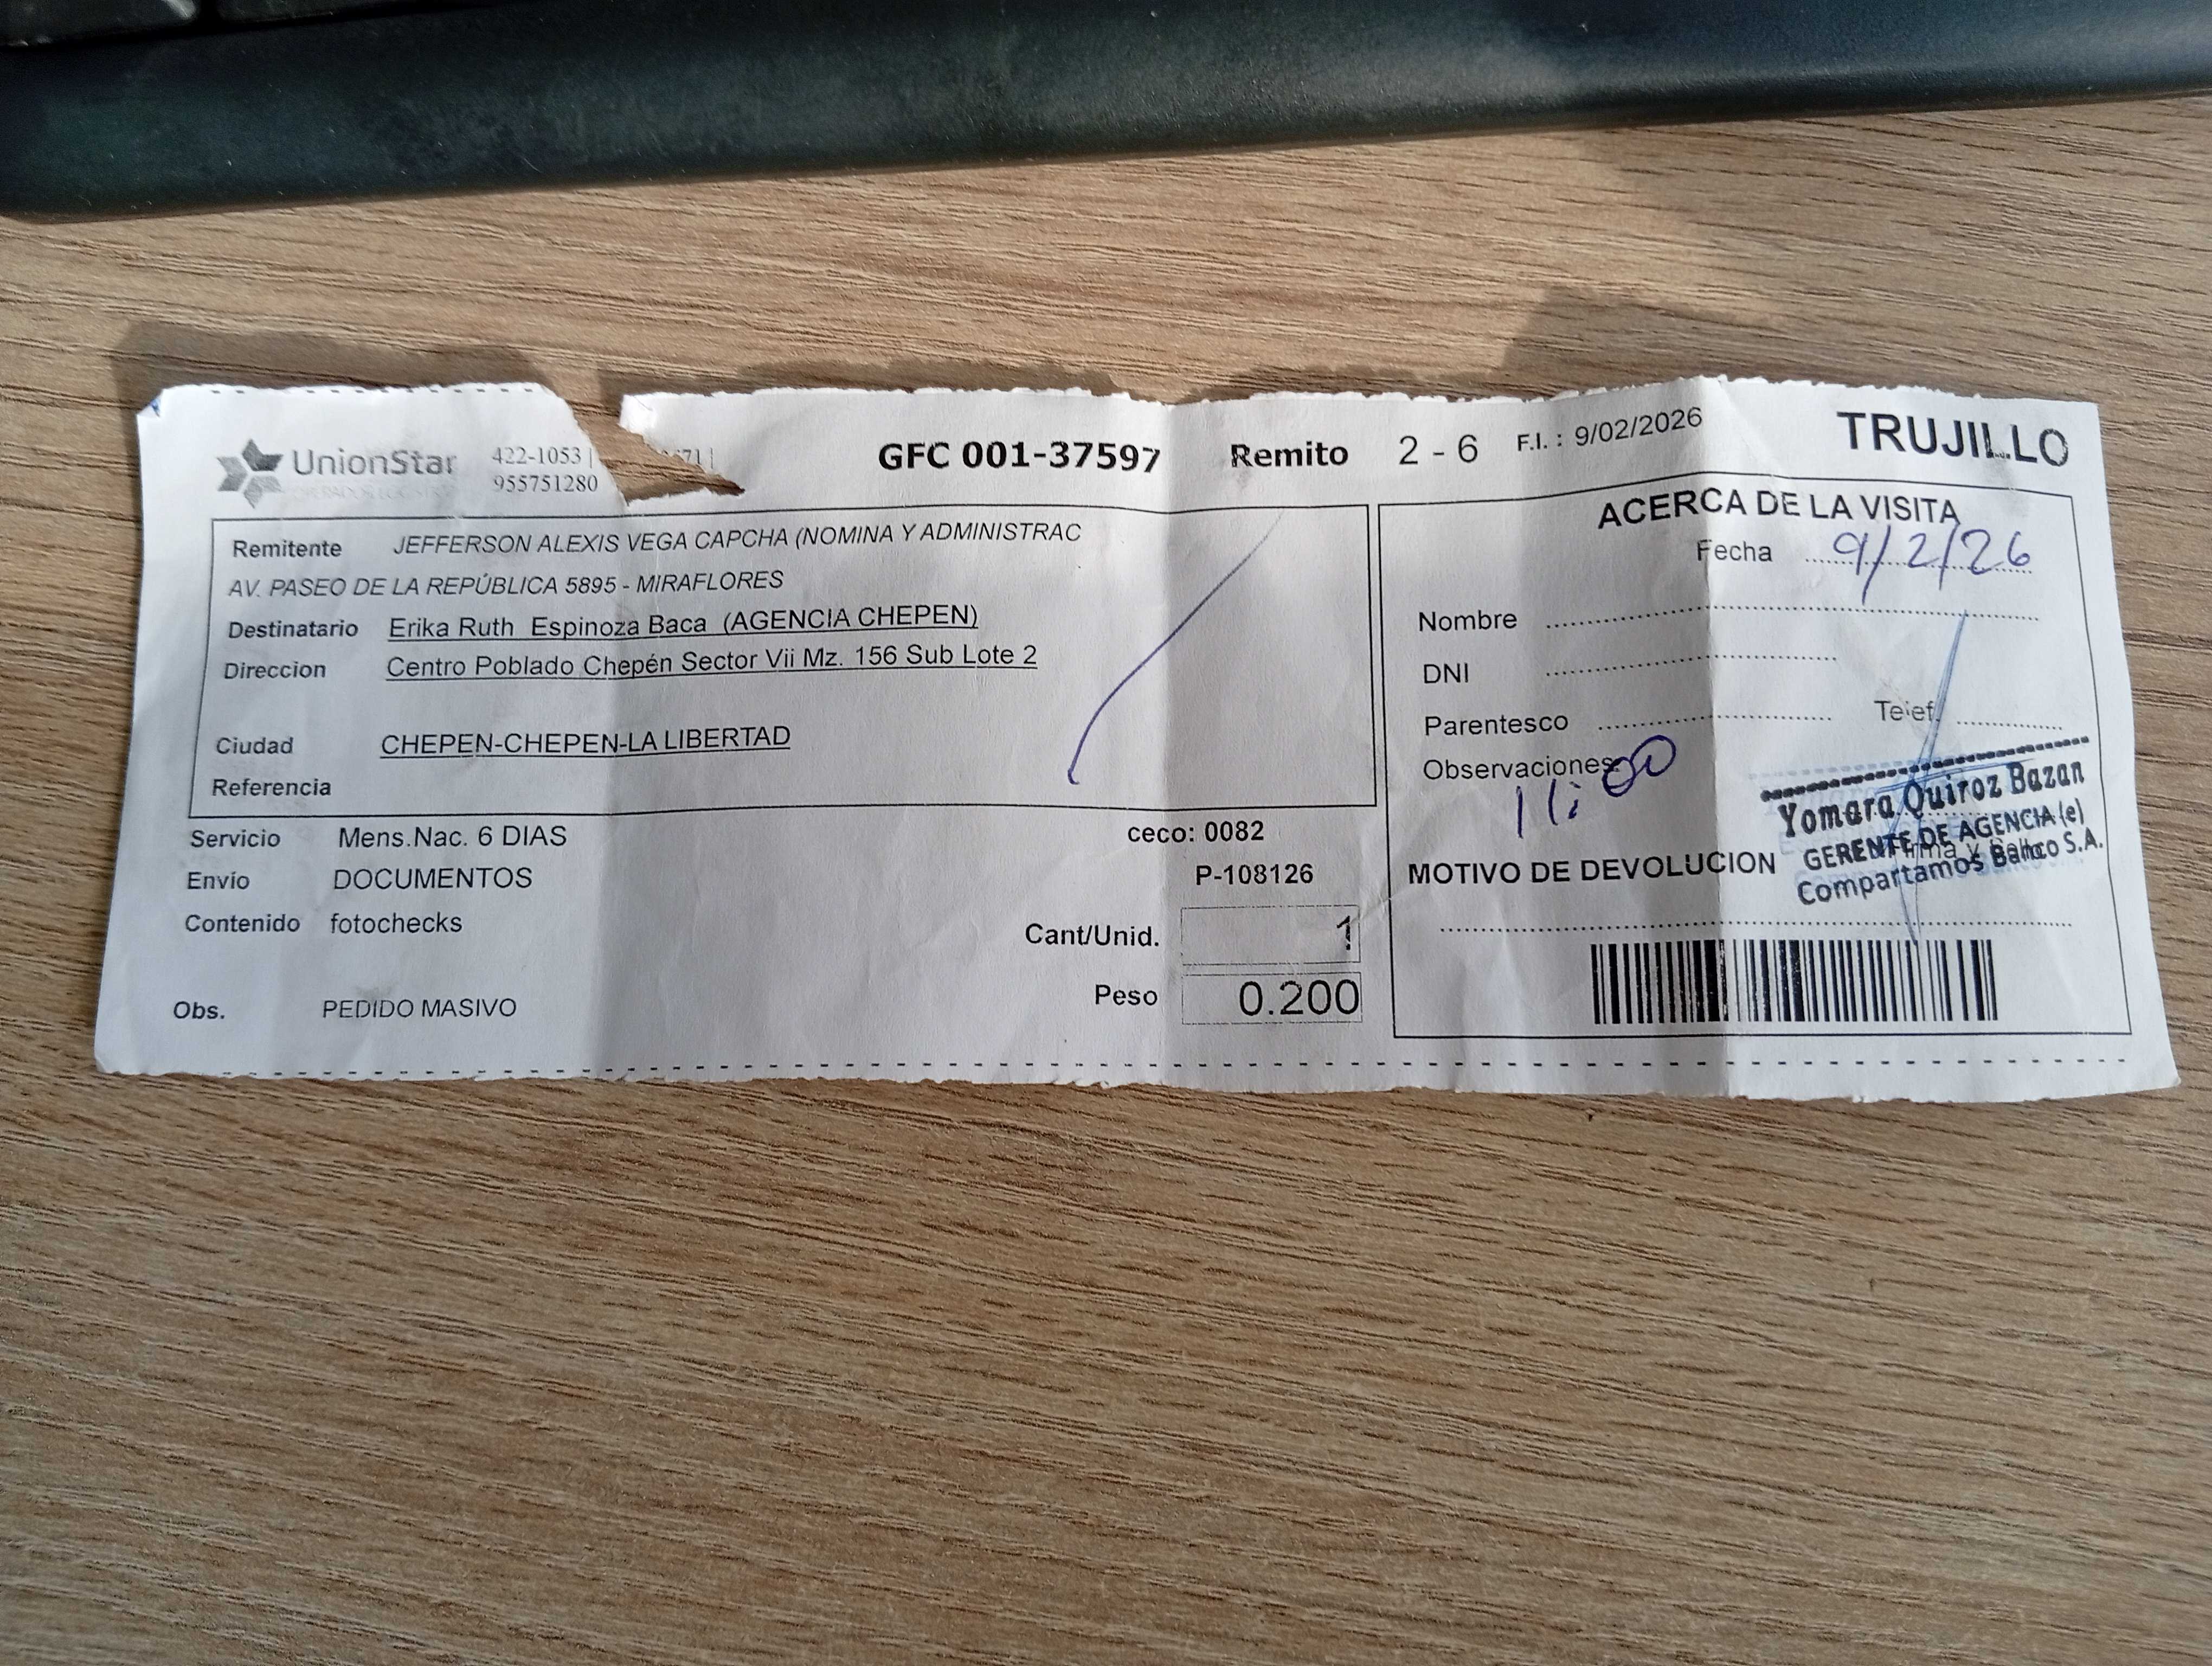 UnionStar
422-1053 |
955751280
GFC 001-37597 Remito 2 - 6 F.I. : 9/02/2026 TRUJILLO
Remitente JEFFERSON ALEXIS VEGA CAPCHA (NOMINA Y ADMINISTRAC
AV. PASEO DE LA REPÚBLICA 5895 - MIRAFLORES
Destinatario Erika Ruth Espinoza Baca (AGENCIA CHEPEN)
Direccion Centro Poblado Chepén Sector Vii Mz. 156 Sub Lote 2
Ciudad CHEPEN-CHEPEN-LA LIBERTAD
Referencia
Servicio Mens.Nac. 6 DIAS
ceco: 0082
Envio DOCUMENTOS
P-108126
Contenido fotochecks
Cant/Unid. 1
Peso 0.200
Obs. PEDIDO MASIVO
ACERCA DE LA VISITA
Fecha 9/2/26
Nombre
DNI
Parentesco Telef.
Observaciones
11:00
Yomara Quiroz Bazan
GERENTE DE AGENCIA (e)
Compartamos Banco S.A.
MOTIVO DE DEVOLUCION